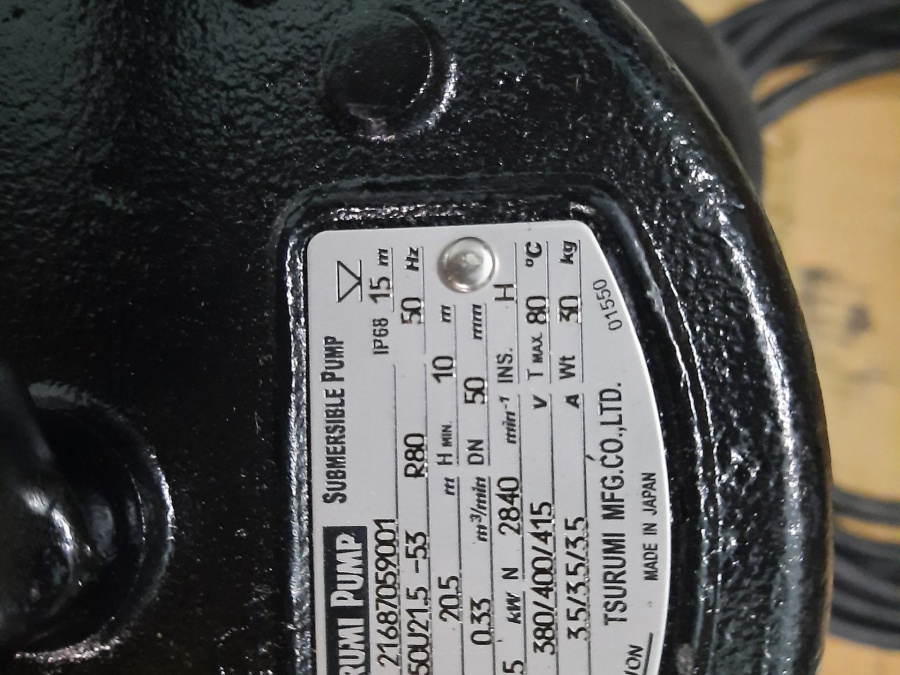 RUMI PUMP SUBMERSIBLE PUMP
21687059001 IP68 15 m
50U21.5 -53 R80 50 Hz
20.5 m H MIN. 10 m
0.33 m³/min DN 50 mm
5 kW N 2840 min⁻¹ INS. H
380/400/415 V T MAX. 80 °C
3.5/3.5/3.5 A Wt 30 kg
TSURUMI MFG.CO.,LTD. 01550
MADE IN JAPAN